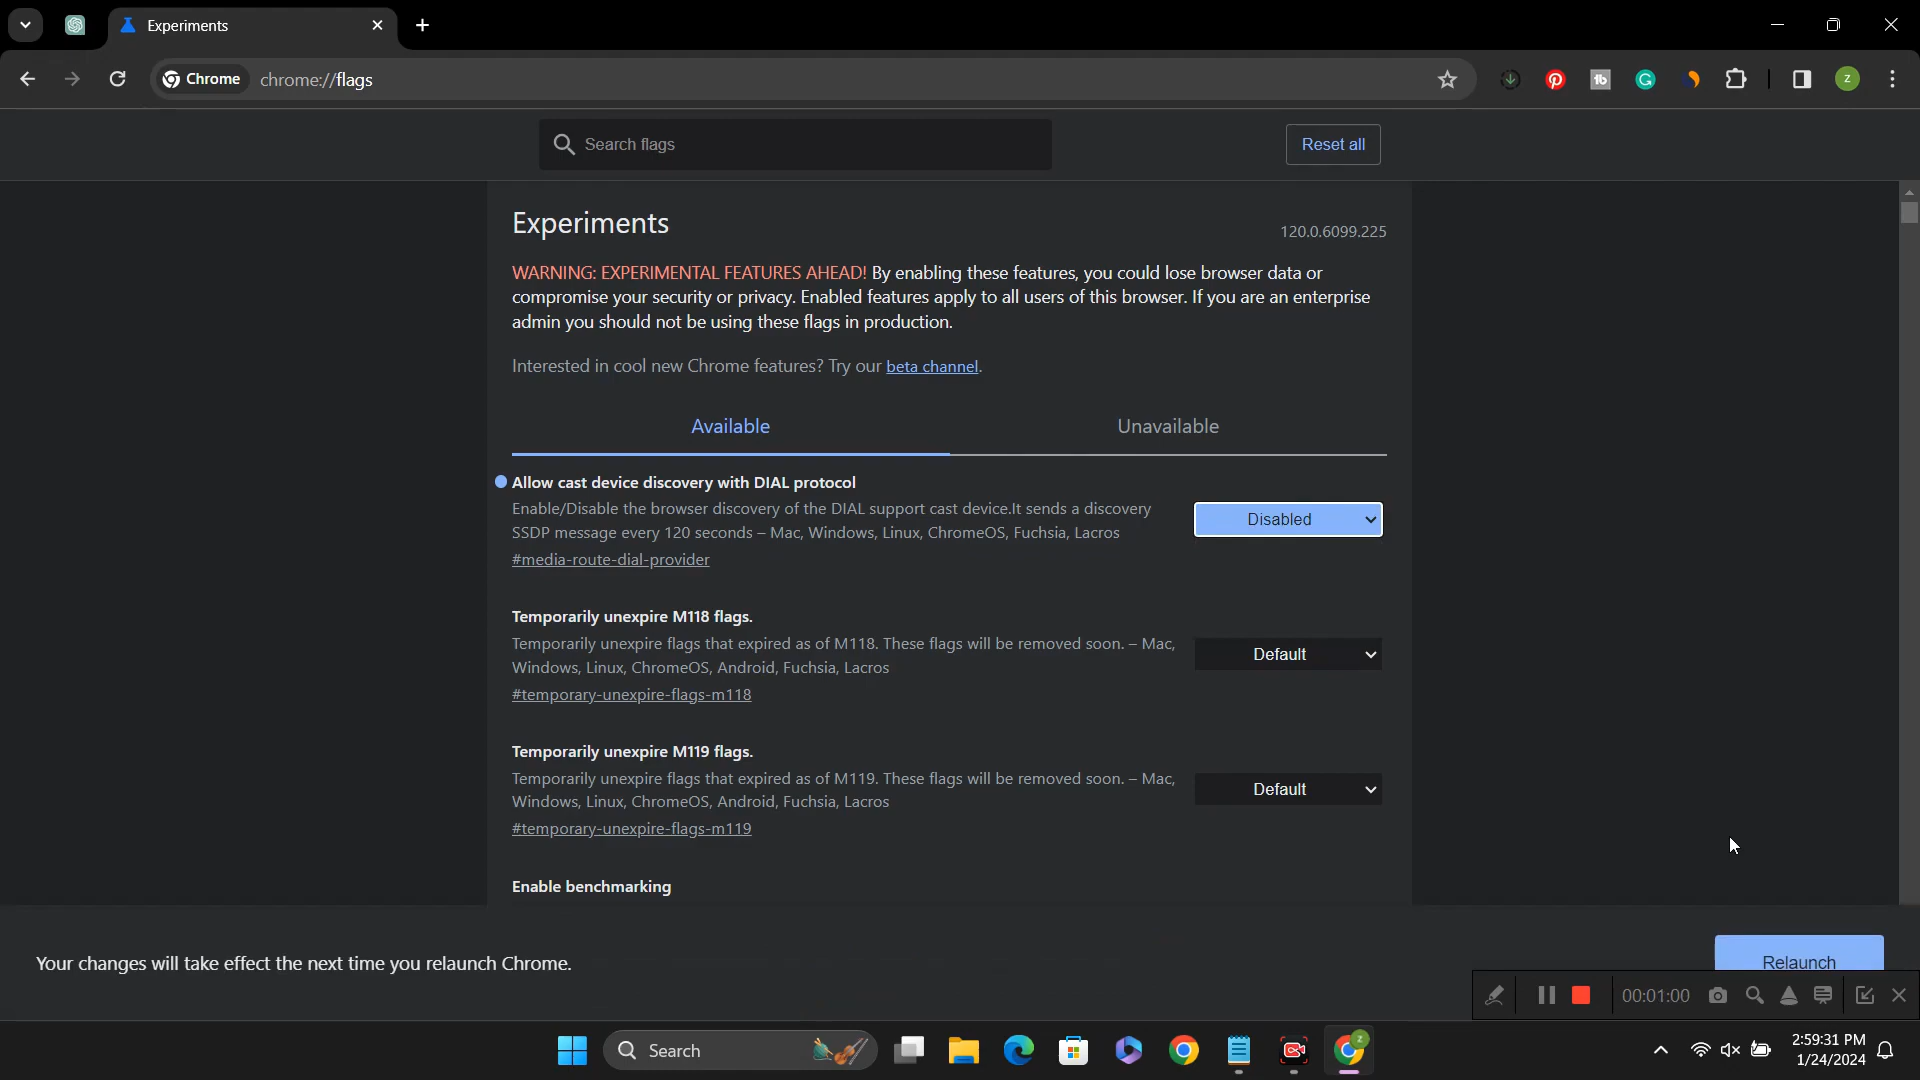 Experiments
Chrome
chrome://flags
Z
Search flags
Reset all
Experiments
120.0.6099.225
WARNING: EXPERIMENTAL FEATURES AHEAD! By enabling these features, you could lose browser data or
compromise your security or privacy. Enabled features apply to all users of this browser. If you are an enterprise
admin you should not be using these flags in production.
Interested in cool new Chrome features? Try our beta channel.
Available
Unavailable
Allow cast device discovery with DIAL protocol
Enable/Disable the browser discovery of the DIAL support cast device.It sends a discovery
SSDP message every 120 seconds – Mac, Windows, Linux, ChromeOS, Fuchsia, Lacros
#media-route-dial-provider
Disabled
Temporarily unexpire M118 flags.
Temporarily unexpire flags that expired as of M118. These flags will be removed soon. – Mac,
Windows, Linux, ChromeOS, Android, Fuchsia, Lacros
#temporary-unexpire-flags-m118
Default
Temporarily unexpire M119 flags.
Temporarily unexpire flags that expired as of M119. These flags will be removed soon. – Mac,
Windows, Linux, ChromeOS, Android, Fuchsia, Lacros
#temporary-unexpire-flags-m119
Default
Enable benchmarking
Your changes will take effect the next time you relaunch Chrome.
Relaunch
00:01:00
Search
2:59:31 PM
1/24/2024